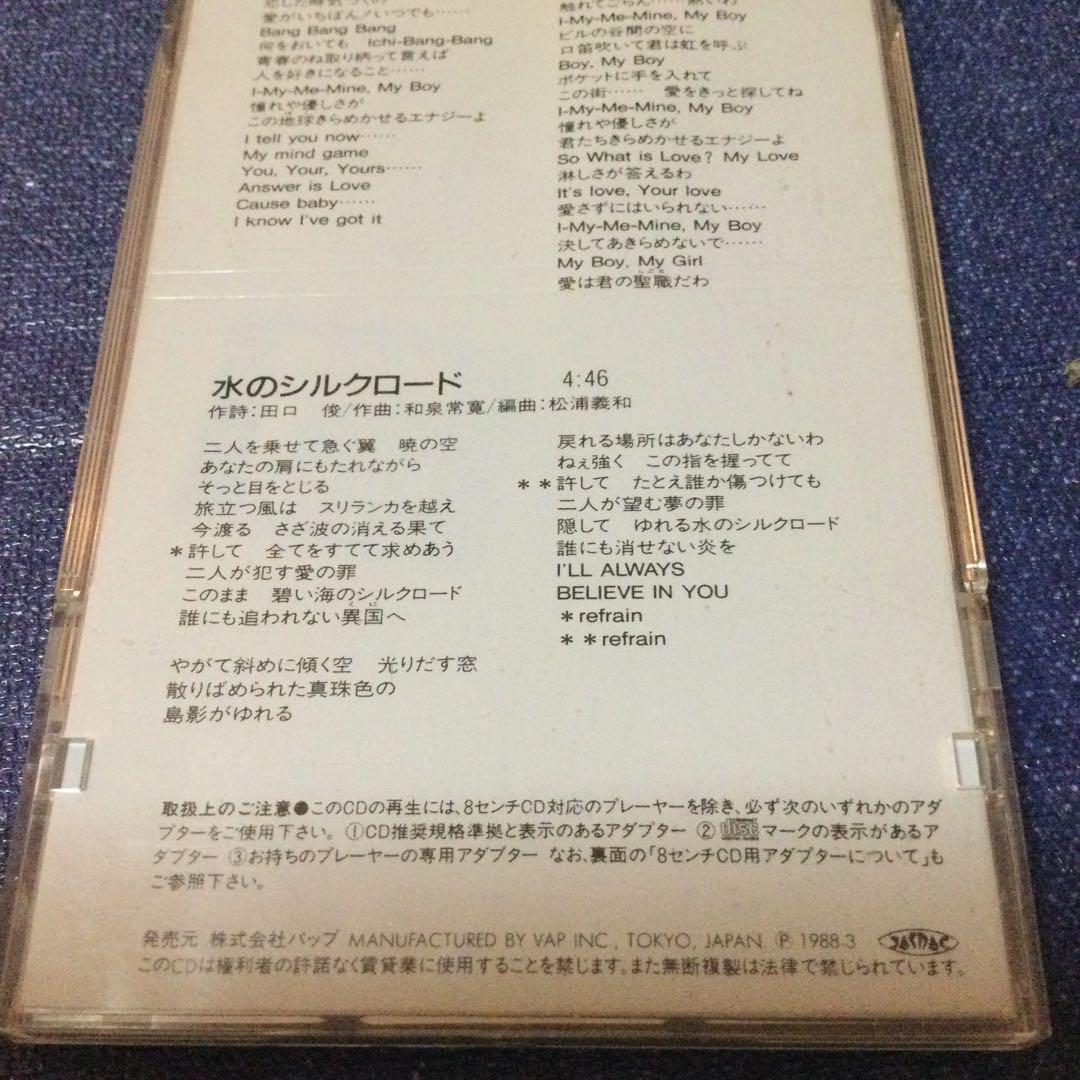 恋した時気づくの
愛がいちばん!いつでも……
Bang Bang Bang
何をおいても Ichi-Bang-Bang
青春のね取り柄って言えば
人を好きになること……
I-My-Me-Mine, My Boy
憧れや優しさが
この地球きらめかせるエナジーよ
I tell you now……
My mind game
You, Your, Yours……
Answer is Love
Cause baby……
I know I've got it
触れてごらん……熱いわ
I-My-Me-Mine, My Boy
ビルの谷間の空に
口笛吹いて君は虹を呼ぶ
Boy, My Boy
ポケットに手を入れて
この街…… 愛をきっと探してね
I-My-Me-Mine, My Boy
憧れや優しさが
君たちきらめかせるエナジーよ
So What is Love? My Love
淋しさが答えるわ
It's love, Your love
愛さずにはいられない……
I-My-Me-Mine, My Boy
決してあきらめないで……
My Boy, My Girl
愛は君の聖職だわ
しごと
水のシルクロード 4:46
作詩:田口 俊/作曲:和泉常寛/編曲:松浦義和
二人を乗せて急ぐ翼 暁の空
あなたの肩にもたれながら
そっと目をとじる
旅立つ風は スリランカを越え
今渡る さざ波の消える果て
*許して 全てをすてて求めあう
二人が犯す愛の罪
このまま 碧い海のシルクロード
誰にも追われない異国へ
くに
やがて斜めに傾く空 光りだす窓
散りばめられた真珠色の
島影がゆれる
戻れる場所はあなたしかないわ
ねぇ強く この指を握ってて
**許して たとえ誰か傷つけても
二人が望む夢の罪
隠して ゆれる水のシルクロード
誰にも消せない炎を
I'LL ALWAYS
BELIEVE IN YOU
*refrain
**refrain
取扱上のご注意●このCDの再生には、8センチCD対応のプレーヤーを除き、必ず次のいずれかのアダ
プターをご使用下さい。①CD推奨規格準拠と表示のあるアダプター ②disc マークの表示があるア
ダプター ③お持ちのプレーヤーの専用アダプター なお、裏面の「8センチCD用アダプターについて」も
ご参照下さい。
発売元 株式会社バップ MANUFACTURED BY VAP INC., TOKYO, JAPAN Ⓟ 1988・3 JASRAC
このCDは権利者の許諾なく賃貸業に使用することを禁じます。また無断複製は法律で禁じられています。